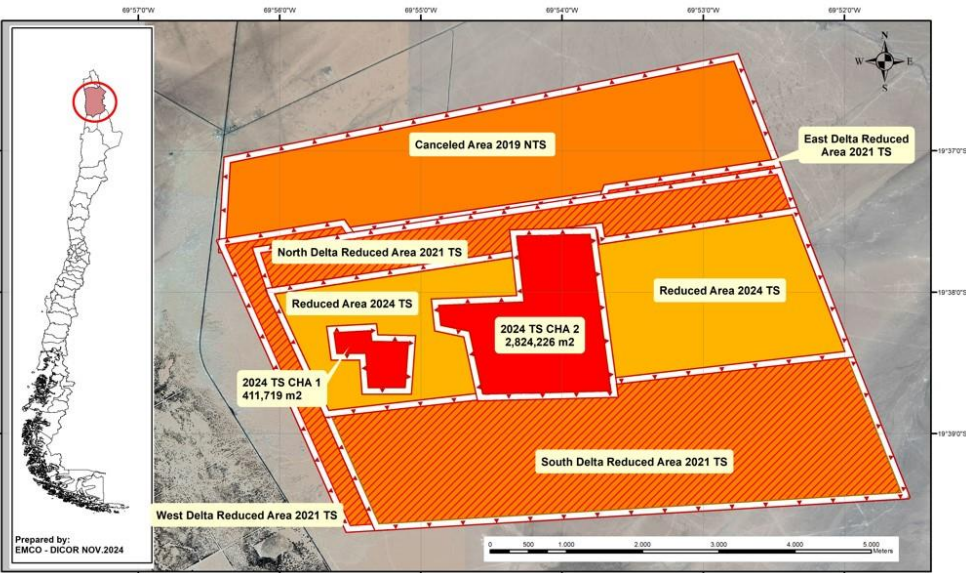 69°57'0"W
69°56'0"W
69°55'0"W
69°54'0"W
69°53'0"W
69°52'0"W
N
W
E
S
Canceled Area 2019 NTS
East Delta Reduced
Area 2021 TS
19°37'0"S
North Delta Reduced Area 2021 TS
Reduced Area 2024 TS
Reduced Area 2024 TS
19°38'0"S
2024 TS CHA 2
2,824,226 m2
2024 TS CHA 1
411,719 m2
19°39'0"S
South Delta Reduced Area 2021 TS
West Delta Reduced Area 2021 TS
Prepared by:
EMCO - DICOR NOV.2024
0 500 1.000 2.000 3.000 4.000 5.000
Meters